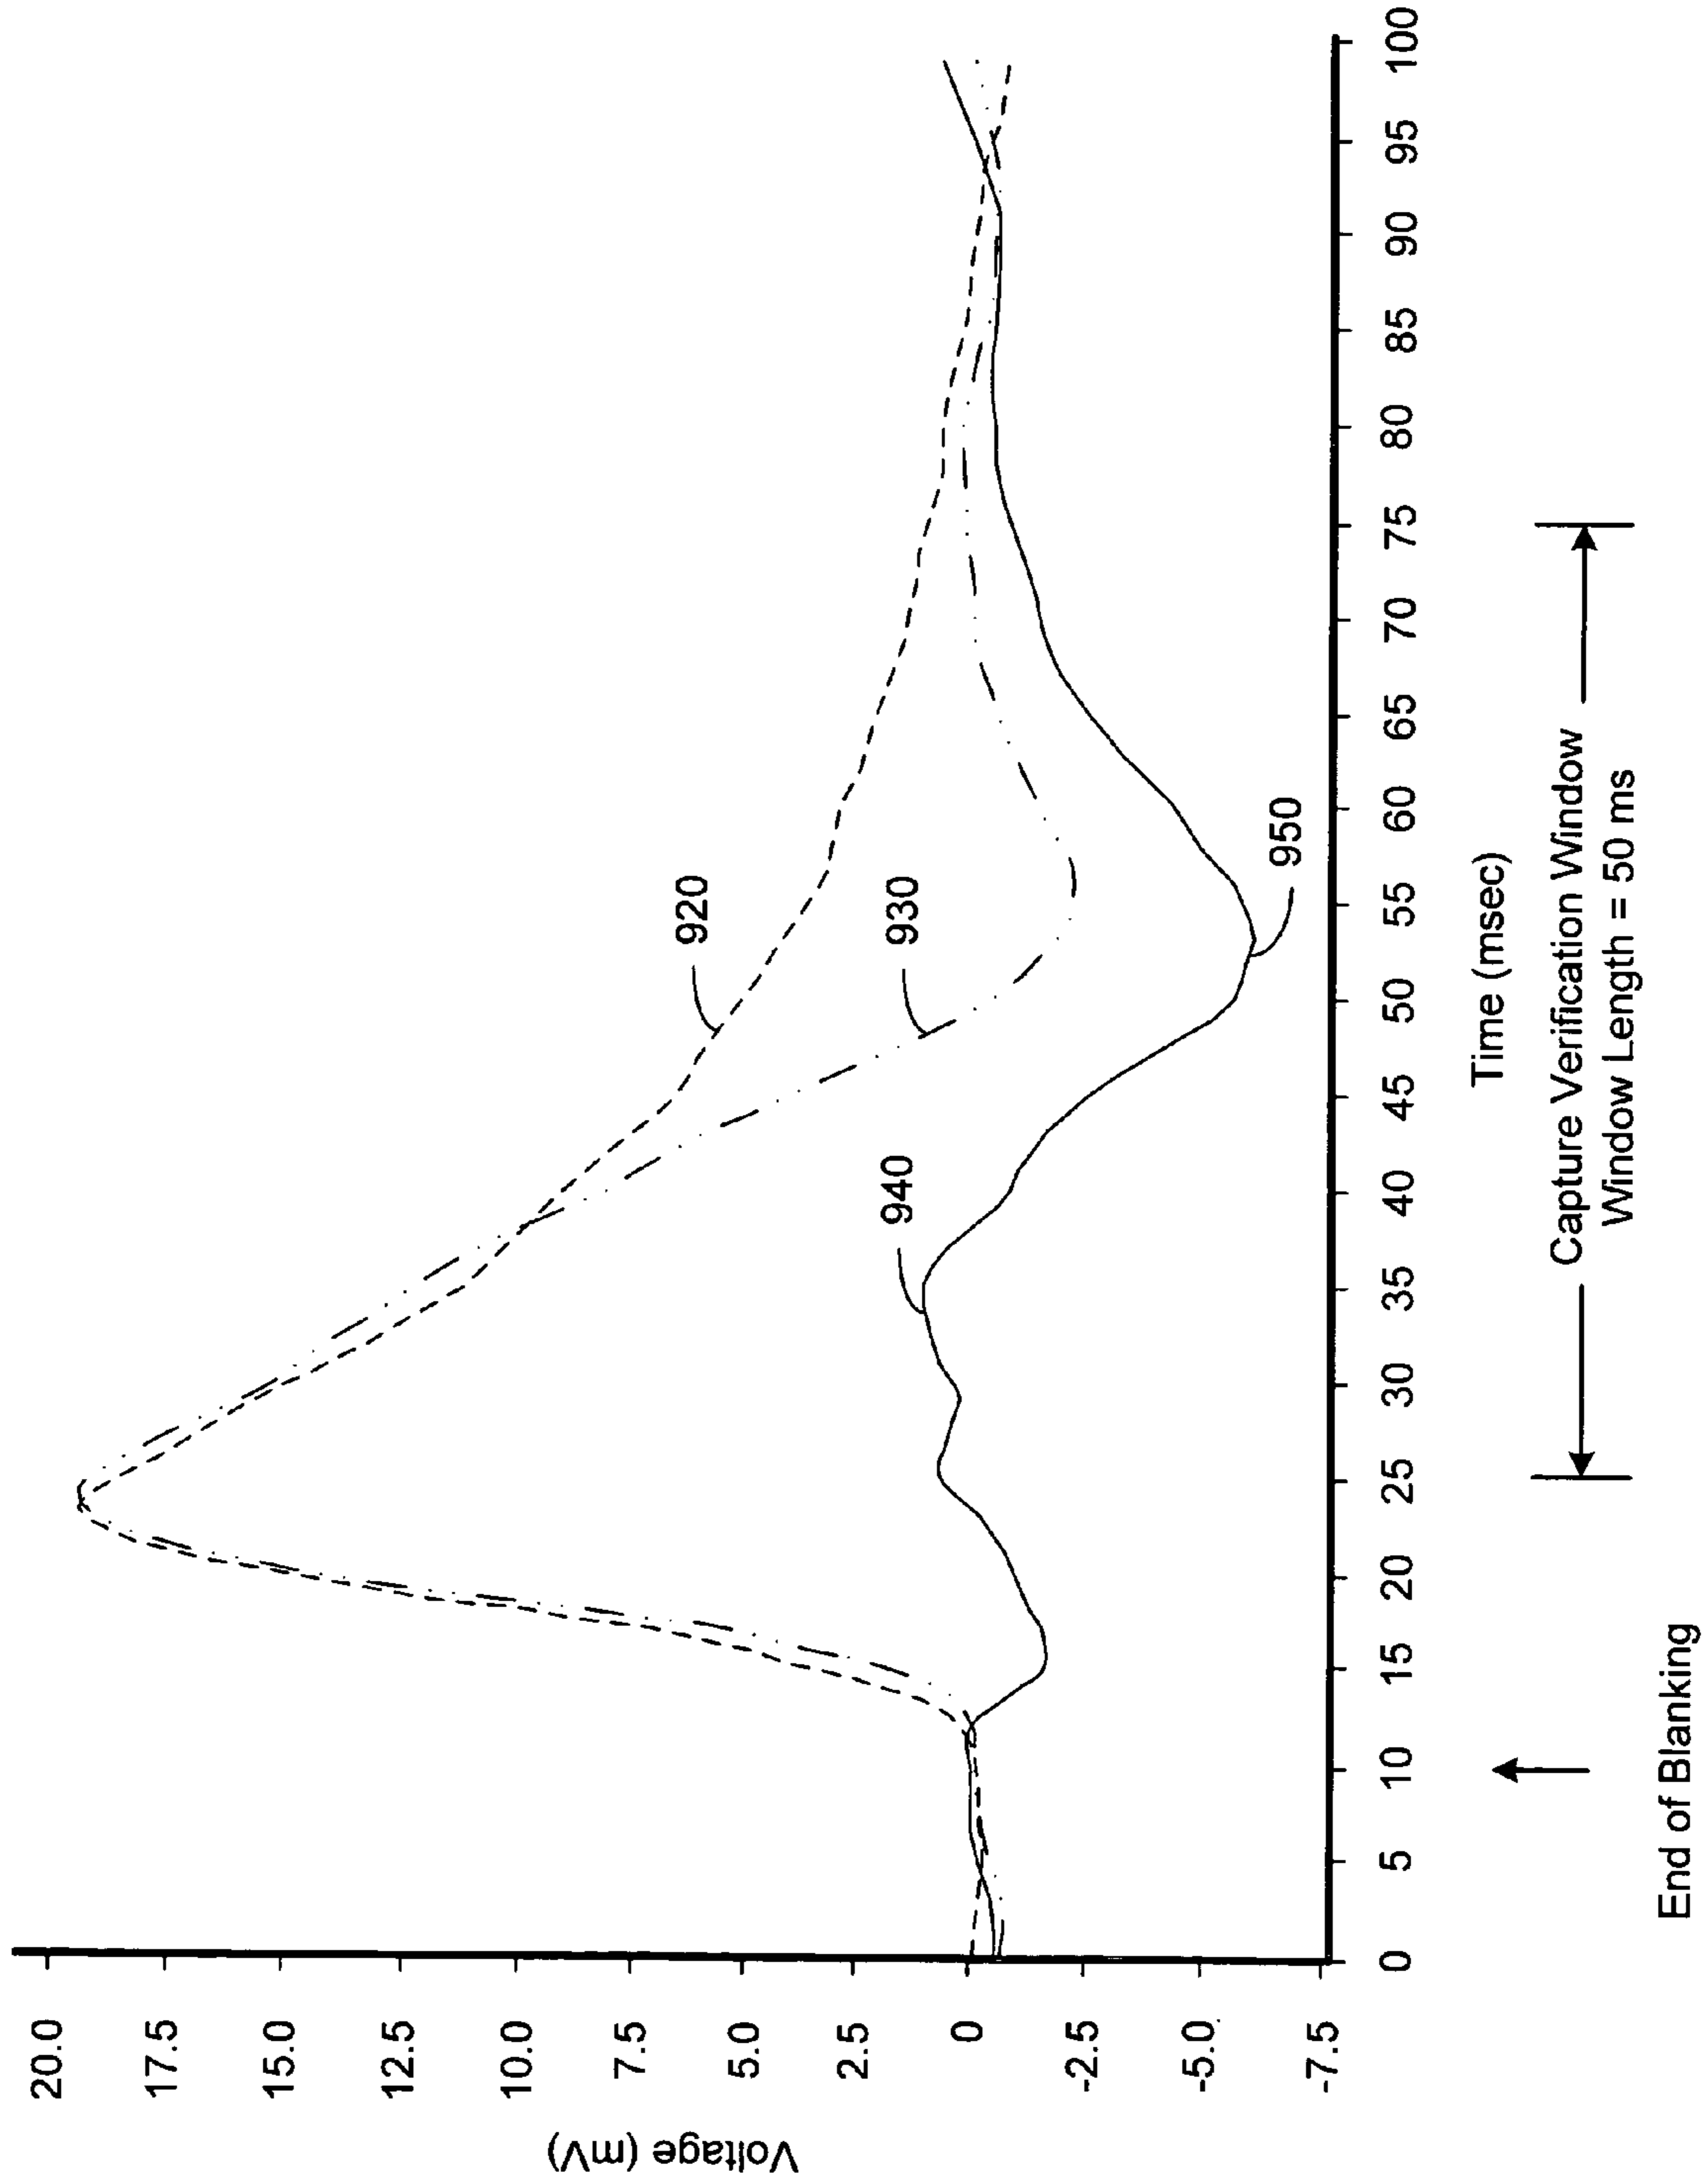 Voltage (mV)
20.0
17.5
15.0
12.5
10.0
7.5
5.0
2.5
0
-2.5
-5.0
-7.5
920
930
940
950
0 5 10 15 20 25 30 35 40 45 50 55 60 65 70 75 80 85 90 95 100
Time (msec)
End of Blanking
Capture Verification Window
Window Length = 50 ms